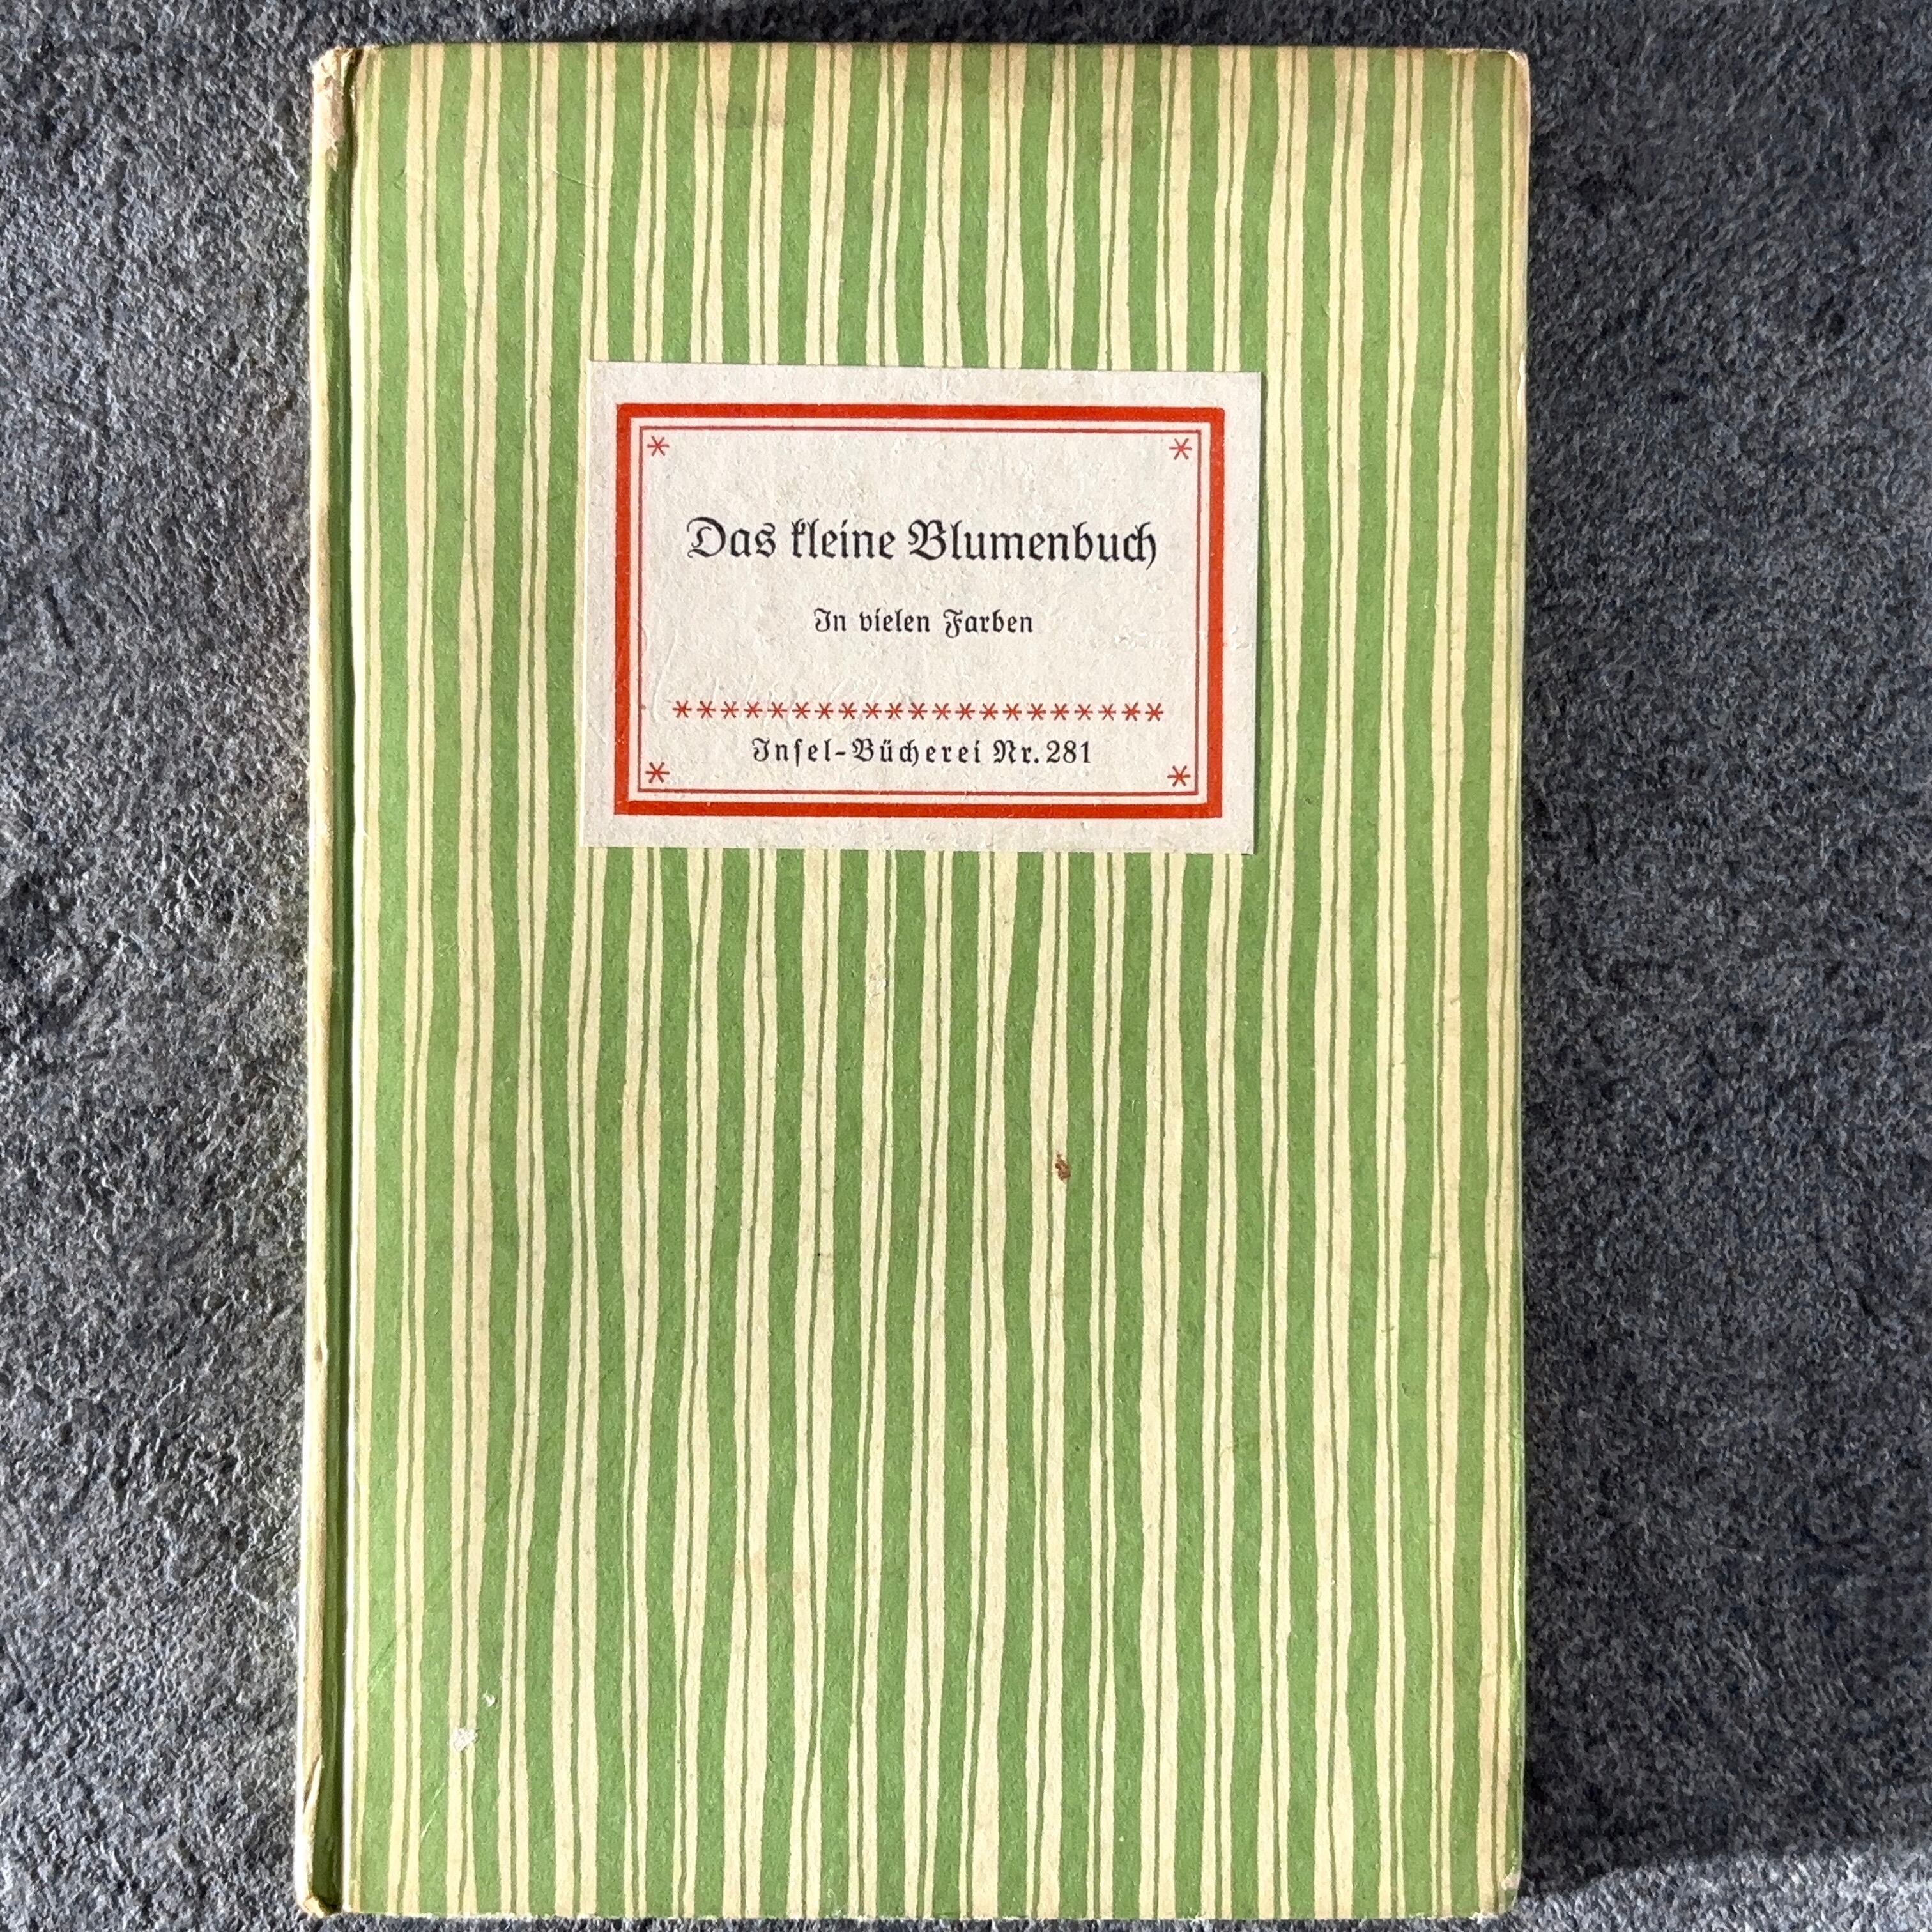 Das kleine Blumenbuch
In vielen Farben
********************
Inſel-Bücherei Nr. 281